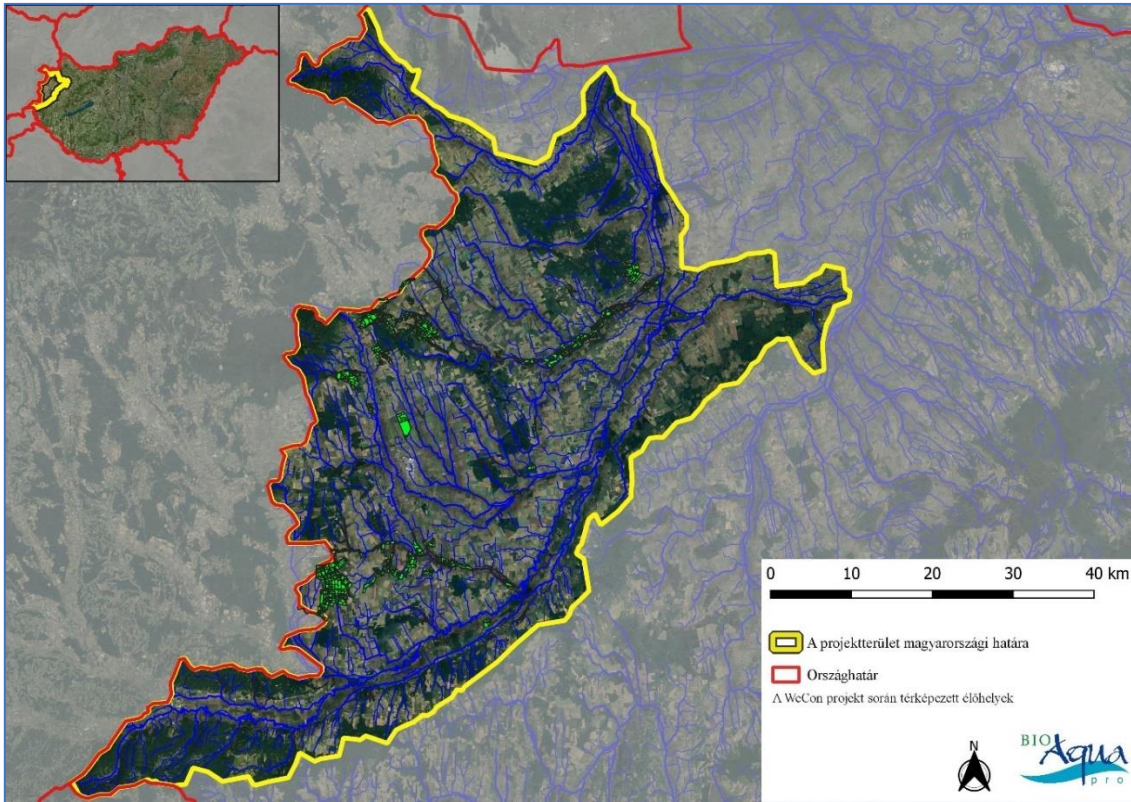 0 10 20 30 40 km
A projektterület magyarországi határa
Országhatár
A WeCon projekt során térképezett élőhelyek
N
BIO
Aqua
pro